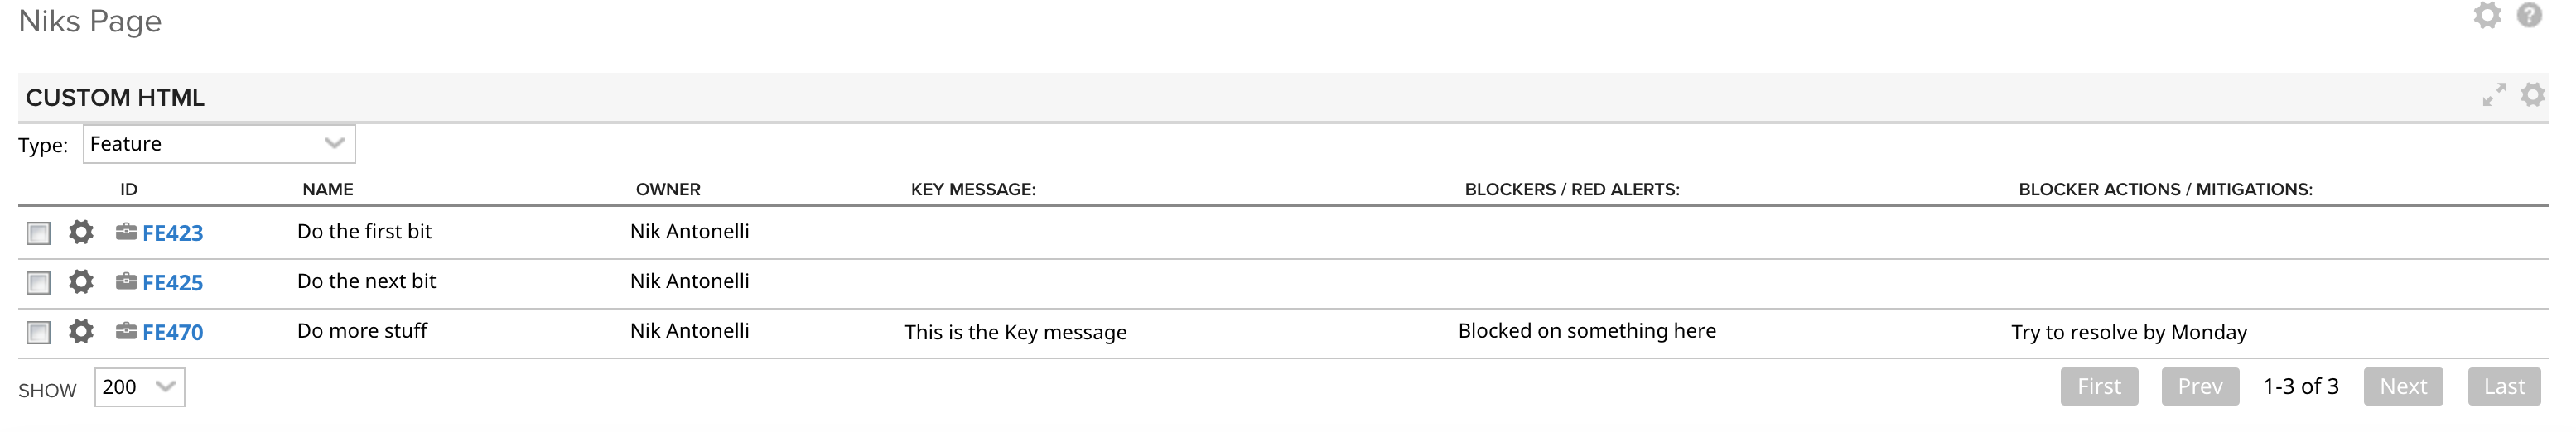 Niks Page
CUSTOM HTML
Type: Feature
ID NAME OWNER KEY MESSAGE: BLOCKERS / RED ALERTS: BLOCKER ACTIONS / MITIGATIONS:
FE423 Do the first bit Nik Antonelli
FE425 Do the next bit Nik Antonelli
FE470 Do more stuff Nik Antonelli This is the Key message Blocked on something here Try to resolve by Monday
SHOW 200 First Prev 1-3 of 3 Next Last